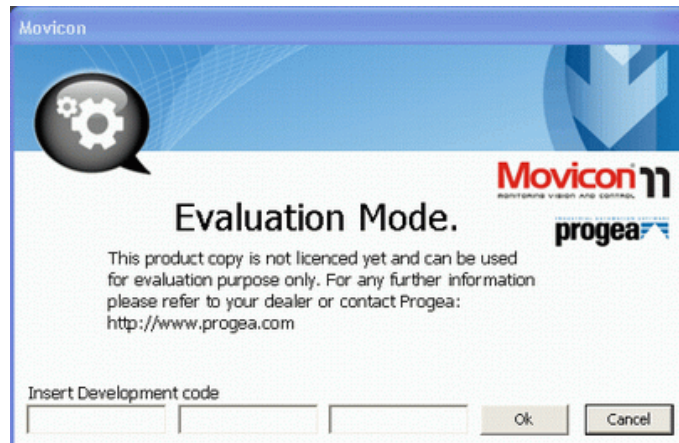 Movicon
Movicon 11
MONITORING VISION AND CONTROL
INDUSTRIAL AUTOMATION SOFTWARE
progea
Evaluation Mode.
This product copy is not licenced yet and can be used
for evaluation purpose only. For any further information
please refer to your dealer or contact Progea:
http://www.progea.com
Insert Development code
Ok
Cancel